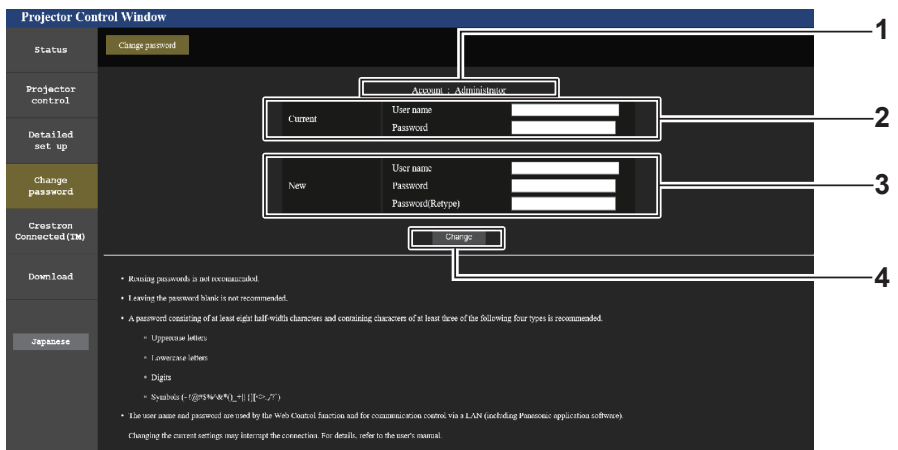 Projector Control Window
Status
Projector
control
Detailed
set up
Change
password
Crestron
Connected(TM)
Download
Japanese
Change password
Account : Administrator
Current
User name
Password
New
User name
Password
Password(Retype)
Change
1
2
3
4
• Reusing passwords is not recommended.
• Leaving the password blank is not recommended.
• A password consisting of at least eight half-width characters and containing characters of at least three of the following four types is recommended.
Uppercase letters
Lowercase letters
Digits
Symbols
• The user name and password are used by the Web Control function and for communication control via a LAN (including Panasonic application software).
Changing the current settings may interrupt the connection. For details, refer to the user's manual.